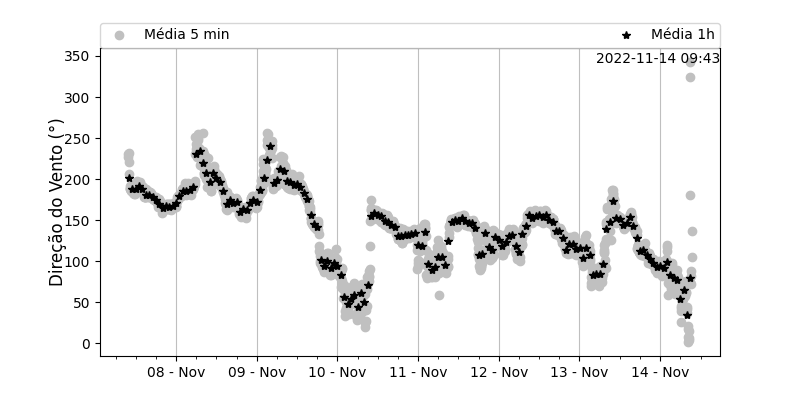 Média 5 min
Média 1h
2022-11-14 09:43
Direção do Vento (°)
350
300
250
200
150
100
50
0
08 - Nov
09 - Nov
10 - Nov
11 - Nov
12 - Nov
13 - Nov
14 - Nov